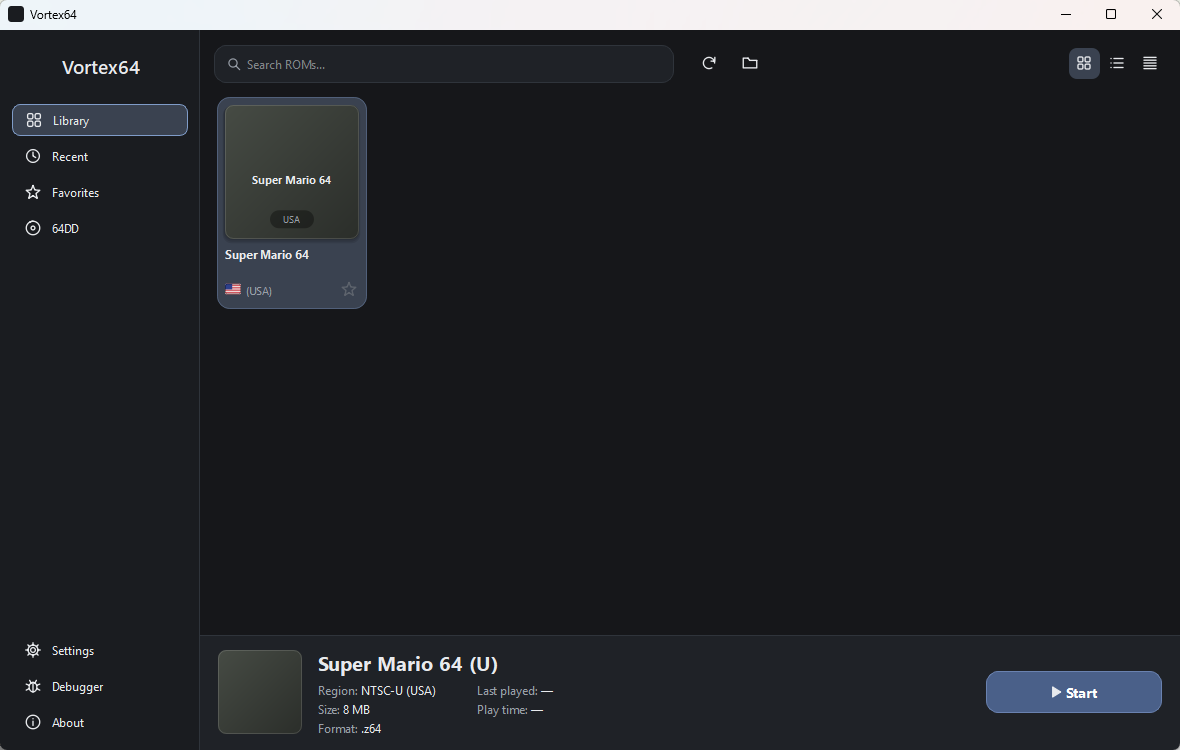 Vortex64
Vortex64
Search ROMs...
Library
Recent
Favorites
64DD
Super Mario 64
USA
Super Mario 64
(USA)
Settings
Debugger
About
Super Mario 64 (U)
Region: NTSC-U (USA)
Last played: —
Size: 8 MB
Play time: —
Format: .z64
Start